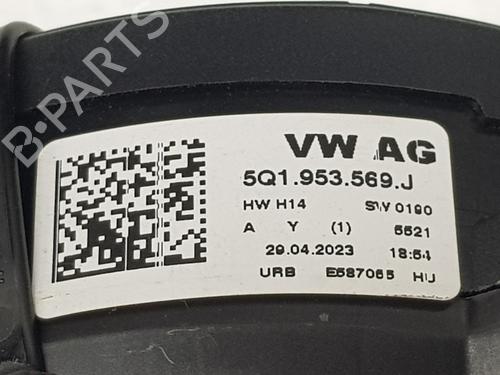 B-PARTS
VW AG
5Q1.953.569.J
HW H14 SW 0190
A Y (1) 5521
29.04.2023 18:54
URB E587065 HU